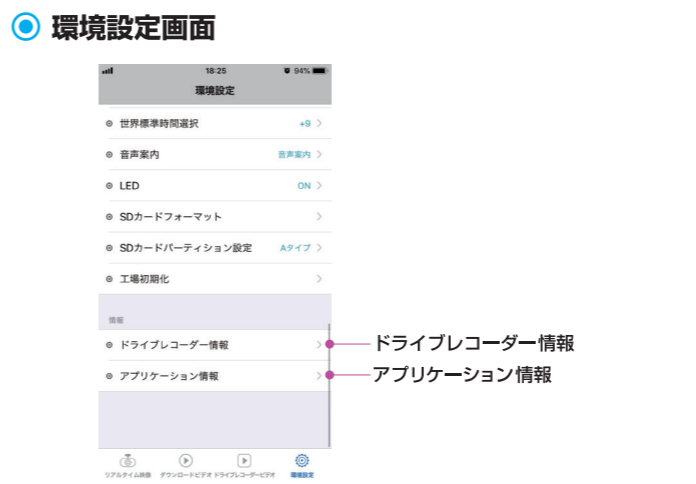 環境設定画面
18:25 94%
環境設定
世界標準時間選択 +9
音声案内 音声案内
LED ON
SDカードフォーマット
SDカードパーティション設定 Aタイプ
工場初期化
情報
ドライブレコーダー情報 ドライブレコーダー情報
アプリケーション情報 アプリケーション情報
リアルタイム映像 ダウンロードビデオ ドライブレコーダービデオ 環境設定